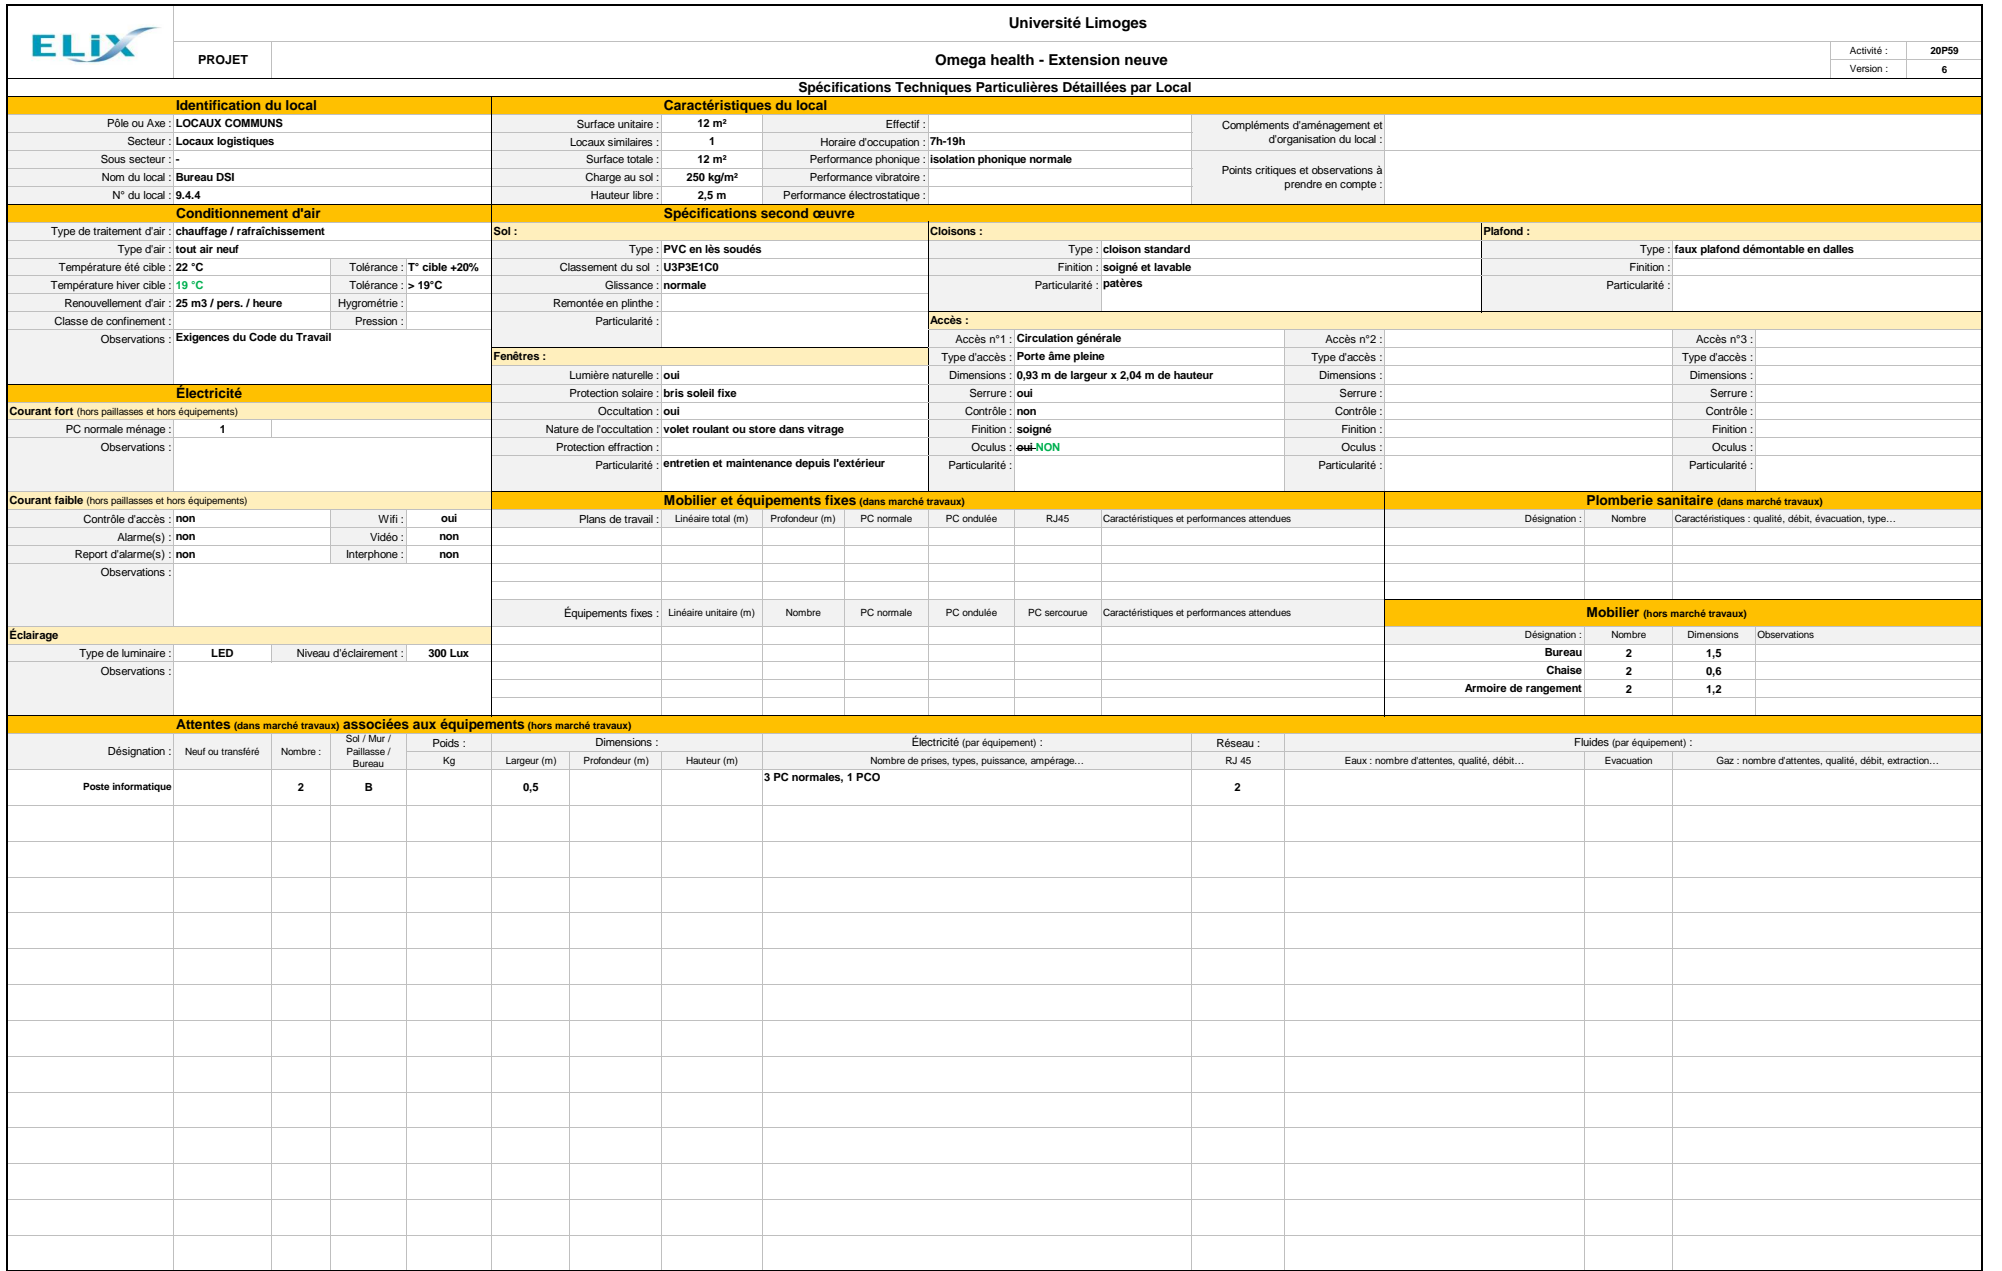 ELiX
Université Limoges
PROJET
Omega health - Extension neuve
Activité : 20P59
Version : 6
Spécifications Techniques Particulières Détaillées par Local
Identification du local
Pôle ou Axe : LOCAUX COMMUNS
Secteur : Locaux logistiques
Sous secteur : -
Nom du local : Bureau DSI
N° du local : 9.4.4
Caractéristiques du local
Surface unitaire : 12 m² Effectif :
Locaux similaires : 1 Horaire d'occupation : 7h-19h
Surface totale : 12 m² Performance phonique : isolation phonique normale
Charge au sol : 250 kg/m² Performance vibratoire :
Hauteur libre : 2,5 m Performance électrostatique :
Compléments d'aménagement et
d'organisation du local :
Points critiques et observations à
prendre en compte :
Conditionnement d'air
Type de traitement d'air : chauffage / rafraîchissement
Type d'air : tout air neuf
Température été cible : 22 °C Tolérance : T° cible +20%
Température hiver cible : 19 °C Tolérance : > 19°C
Renouvellement d'air : 25 m3 / pers. / heure Hygrométrie :
Classe de confinement : Pression :
Observations : Exigences du Code du Travail
Spécifications second œuvre
Sol :
Type : PVC en lès soudés
Classement du sol : U3P3E1C0
Glissance : normale
Remontée en plinthe :
Particularité :
Cloisons :
Type : cloison standard
Finition : soigné et lavable
Particularité : patères
Plafond :
Type : faux plafond démontable en dalles
Finition :
Particularité :
Fenêtres :
Lumière naturelle : oui
Protection solaire : bris soleil fixe
Occultation : oui
Nature de l'occultation : volet roulant ou store dans vitrage
Protection effraction :
Particularité : entretien et maintenance depuis l'extérieur
Accès :
Accès n°1 : Circulation générale Accès n°2 : Accès n°3 :
Type d'accès : Porte âme pleine Type d'accès : Type d'accès :
Dimensions : 0,93 m de largeur x 2,04 m de hauteur Dimensions : Dimensions :
Serrure : oui Serrure : Serrure :
Contrôle : non Contrôle : Contrôle :
Finition : soigné Finition : Finition :
Oculus : oui NON Oculus : Oculus :
Particularité : Particularité : Particularité :
Électricité
Courant fort (hors paillasses et hors équipements)
PC normale ménage : 1
Observations :
Courant faible (hors paillasses et hors équipements)
Contrôle d'accès : non Wifi : oui
Alarme(s) : non Vidéo : non
Report d'alarme(s) : non Interphone : non
Observations :
Éclairage
Type de luminaire : LED Niveau d'éclairement : 300 Lux
Observations :
Mobilier et équipements fixes (dans marché travaux)
Plans de travail : Linéaire total (m) Profondeur (m) PC normale PC ondulée RJ45 Caractéristiques et performances attendues
Équipements fixes : Linéaire unitaire (m) Nombre PC normale PC ondulée PC sercourue Caractéristiques et performances attendues
Plomberie sanitaire (dans marché travaux)
Désignation : Nombre Caractéristiques : qualité, débit, évacuation, type…
Mobilier (hors marché travaux)
Désignation : Nombre Dimensions Observations
Bureau 2 1,5
Chaise 2 0,6
Armoire de rangement 2 1,2
Attentes (dans marché travaux) associées aux équipements (hors marché travaux)
Désignation : Neuf ou transféré Nombre : Sol / Mur /
Paillasse /
Bureau
Poids : Dimensions : Électricité (par équipement) : Réseau : Fluides (par équipement) :
Kg Largeur (m) Profondeur (m) Hauteur (m) Nombre de prises, types, puissance, ampérage… RJ 45 Eaux : nombre d'attentes, qualité, débit… Evacuation Gaz : nombre d'attentes, qualité, débit, extraction…
Poste informatique 2 B 0,5 3 PC normales, 1 PCO 2